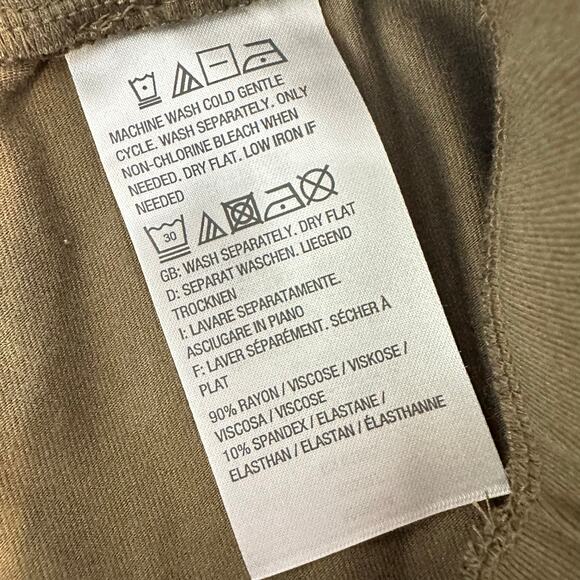 MACHINE WASH COLD GENTLE
CYCLE. WASH SEPARATELY. ONLY
NON-CHLORINE BLEACH WHEN
NEEDED. DRY FLAT. LOW IRON IF
NEEDED
30
GB: WASH SEPARATELY. DRY FLAT
D: SEPARAT WASCHEN. LIEGEND
TROCKNEN
I: LAVARE SEPARATAMENTE.
ASCIUGARE IN PIANO
F: LAVER SÉPARÉMENT. SÉCHER À
PLAT
90% RAYON / VISCOSE / VISKOSE /
VISCOSA / VISCOSE
10% SPANDEX / ELASTANE /
ELASTHAN / ELASTAN / ÉLASTHANNE